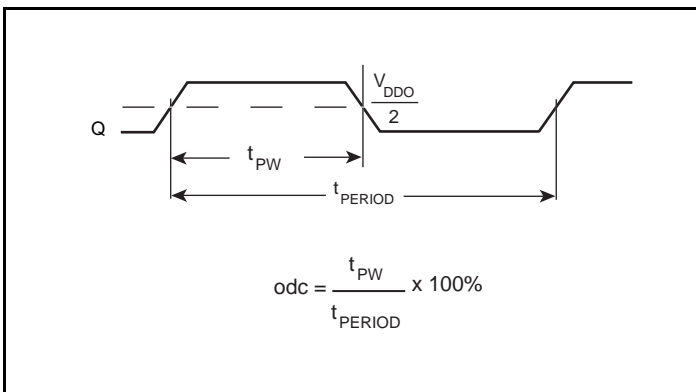 V_DDO
2
Q
t_PW
t_PERIOD
odc = t_PW / t_PERIOD x 100%